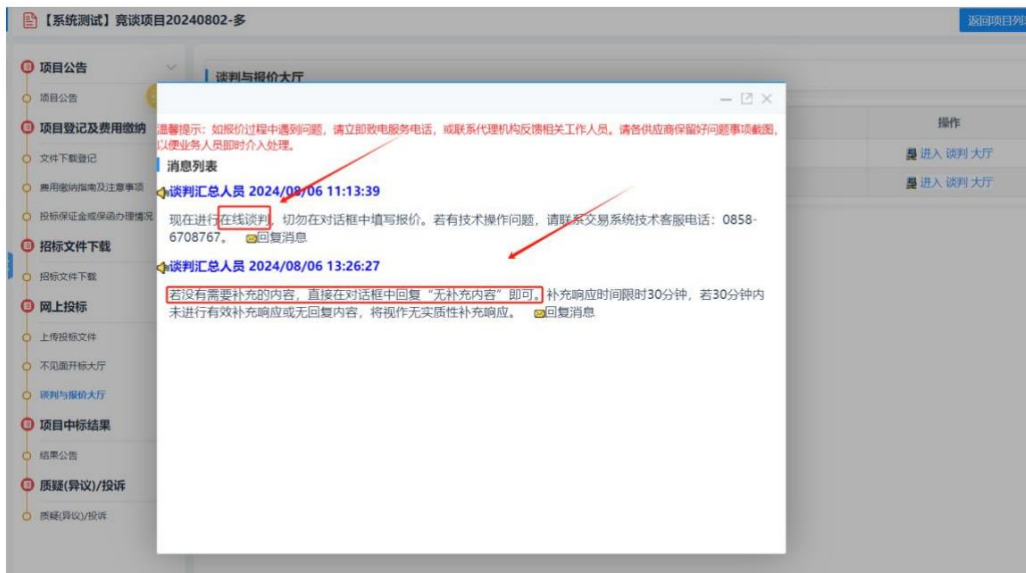 【系统测试】竞谈项目20240802-多
返回项目列
项目公告
项目公告
项目登记及费用缴纳
文件下载登记
费用缴纳指南及注意事项
投标保证金或保函办理情况
招标文件下载
招标文件下载
网上投标
上传投标文件
不见面开标大厅
谈判与报价大厅
项目中标结果
结果公告
质疑(异议)/投诉
质疑(异议)/投诉
谈判与报价大厅
操作
进入 谈判 大厅
进入 谈判 大厅
温馨提示：如报价过程中遇到问题，请立即致电服务电话，或联系代理机构反馈相关工作人员。请各供应商保留好问题事项截图，
以便业务人员即时介入处理。
消息列表
谈判汇总人员 2024/08/06 11:13:39
现在进行在线谈判，切勿在对话框中填写报价。若有技术操作问题，请联系交易系统技术客服电话：0858-
6708767。 回复消息
谈判汇总人员 2024/08/06 13:26:27
若没有需要补充的内容，直接在对话框中回复“无补充内容”即可。补充响应时间限时30分钟，若30分钟内
未进行有效补充响应或无回复内容，将视作无实质性补充响应。 回复消息